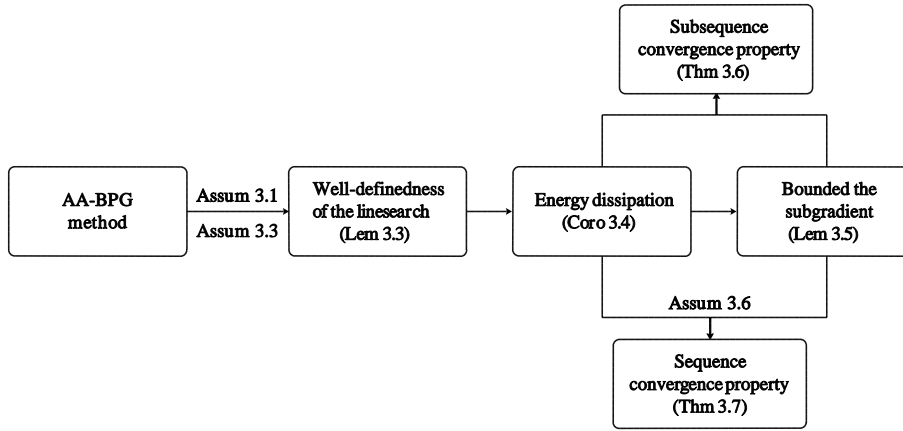 Subsequence
convergence property
(Thm 3.6)
AA-BPG
method
Assum 3.1
Assum 3.3
Well-definedness
of the linesearch
(Lem 3.3)
Energy dissipation
(Coro 3.4)
Bounded the
subgradient
(Lem 3.5)
Assum 3.6
Sequence
convergence property
(Thm 3.7)